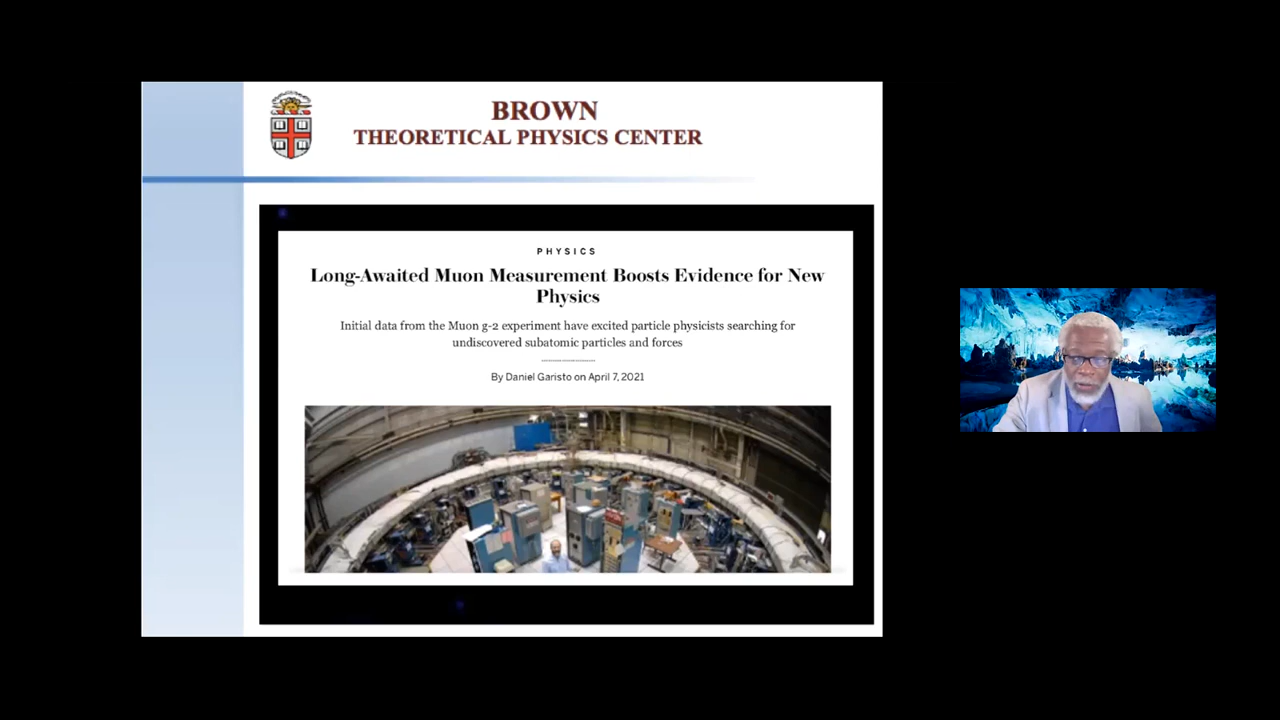 BROWN
THEORETICAL PHYSICS CENTER
PHYSICS
Long-Awaited Muon Measurement Boosts Evidence for New
Physics
Initial data from the Muon g-2 experiment have excited particle physicists searching for
undiscovered subatomic particles and forces
By Daniel Garisto on April 7, 2021